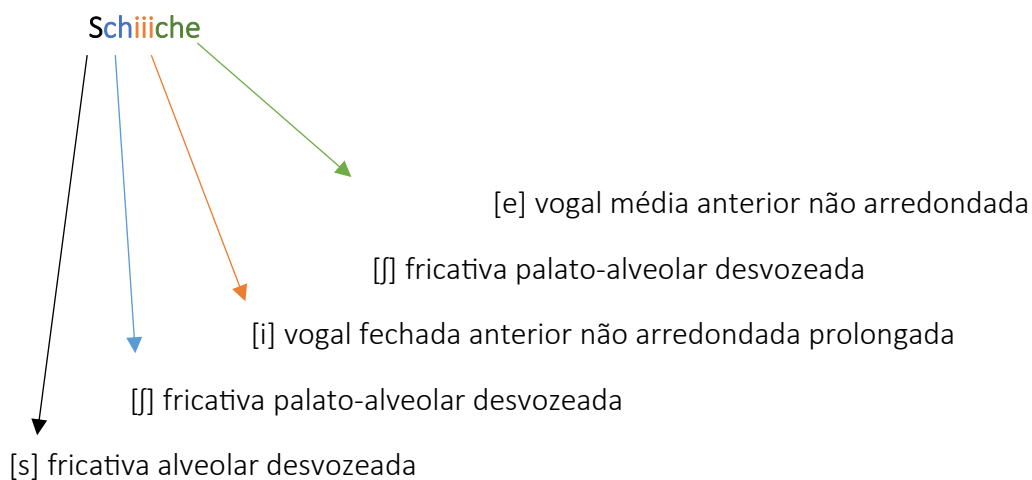 Schiiiche
[e] vogal média anterior não arredondada
[ʃ] fricativa palato-alveolar desvozeada
[i] vogal fechada anterior não arredondada prolongada
[ʃ] fricativa palato-alveolar desvozeada
[s] fricativa alveolar desvozeada